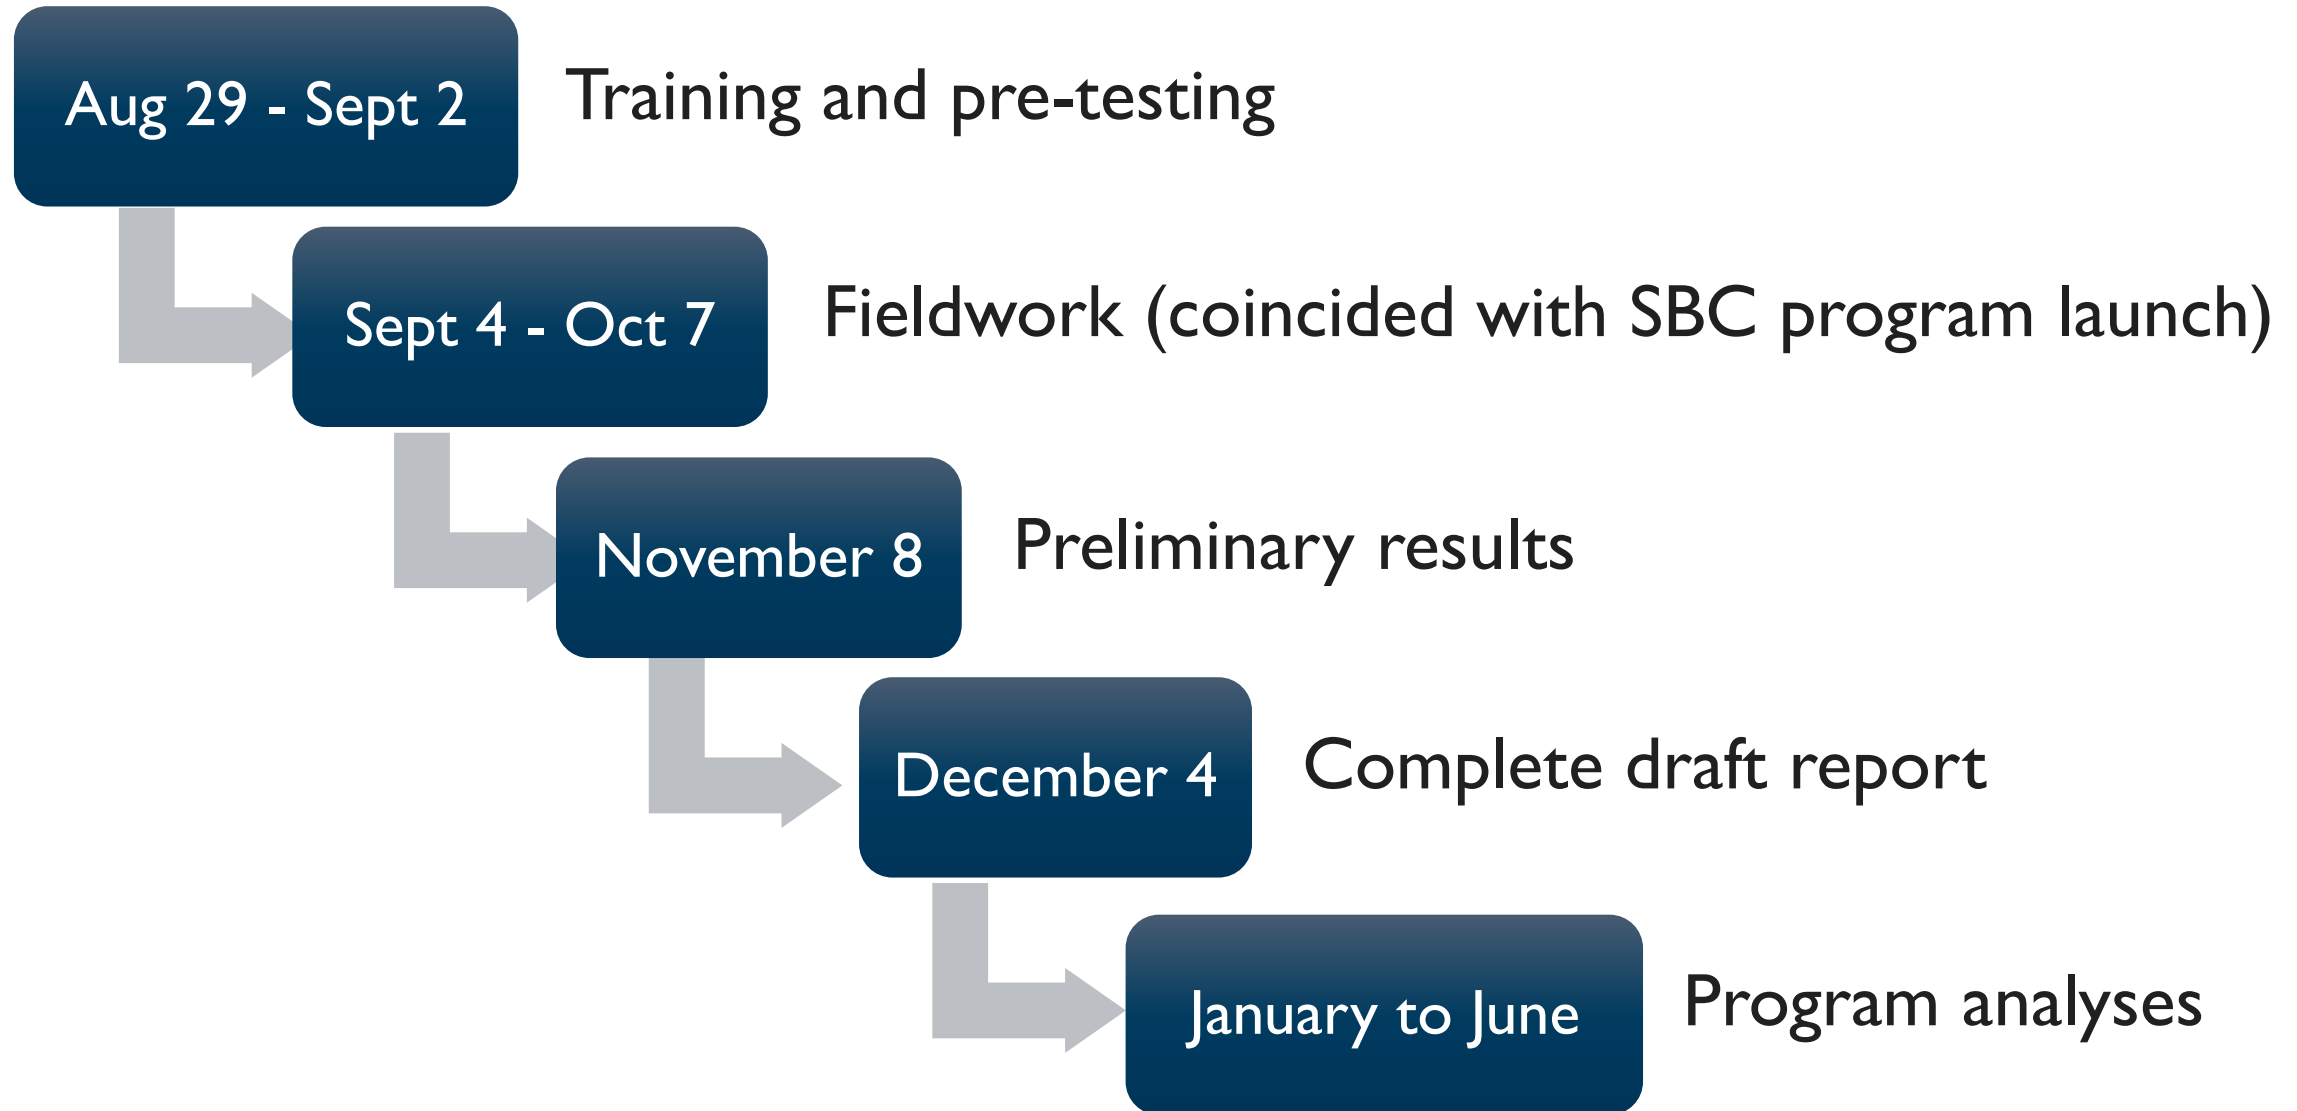 Aug 29 - Sept 2
Training and pre-testing
Sept 4 - Oct 7
Fieldwork (coincided with SBC program launch)
November 8
Preliminary results
December 4
Complete draft report
January to June
Program analyses